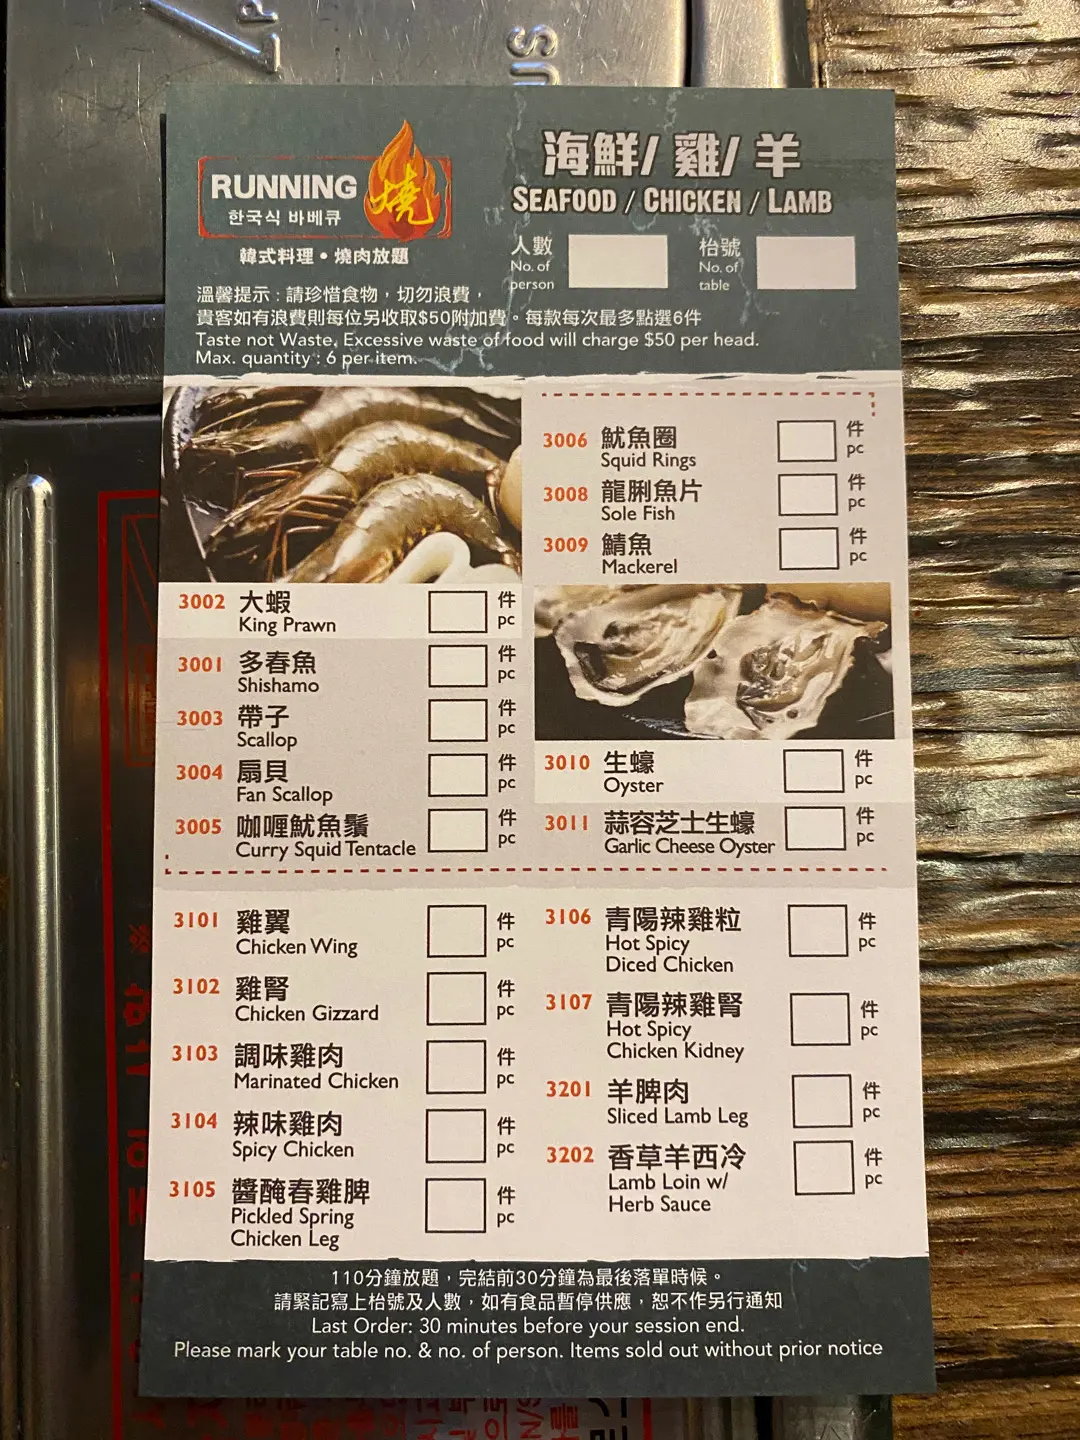 RUNNING
燒
한국식 바베큐
韓式料理 • 燒肉放題
海鮮/ 雞/ 羊
SEAFOOD / CHICKEN / LAMB
人數
No. of
person
枱號
No. of
table
溫馨提示 : 請珍惜食物，切勿浪費，
貴客如有浪費則每位另收取$50附加費。每款每次最多點選6件
Taste not Waste, Excessive waste of food will charge $50 per head.
Max. quantity : 6 per item.
3002 大蝦 件
King Prawn pc
3001 多春魚 件
Shishamo pc
3003 帶子 件
Scallop pc
3004 扇貝 件
Fan Scallop pc
3005 咖喱魷魚鬚 件
Curry Squid Tentacle pc
3006 魷魚圈 件
Squid Rings pc
3008 龍脷魚片 件
Sole Fish pc
3009 鯖魚 件
Mackerel pc
3010 生蠔 件
Oyster pc
3011 蒜容芝士生蠔 件
Garlic Cheese Oyster pc
3101 雞翼 件
Chicken Wing pc
3102 雞腎 件
Chicken Gizzard pc
3103 調味雞肉 件
Marinated Chicken pc
3104 辣味雞肉 件
Spicy Chicken pc
3105 醬醃春雞脾 件
Pickled Spring pc
Chicken Leg
3106 青陽辣雞粒 件
Hot Spicy pc
Diced Chicken
3107 青陽辣雞腎 件
Hot Spicy pc
Chicken Kidney
3201 羊脾肉 件
Sliced Lamb Leg pc
3202 香草羊西冷 件
Lamb Loin w/ pc
Herb Sauce
110分鐘放題，完結前30分鐘為最後落單時候。
請緊記寫上枱號及人數，如有食品暫停供應，恕不作另行通知
Last Order: 30 minutes before your session end.
Please mark your table no. & no. of person. Items sold out without prior notice